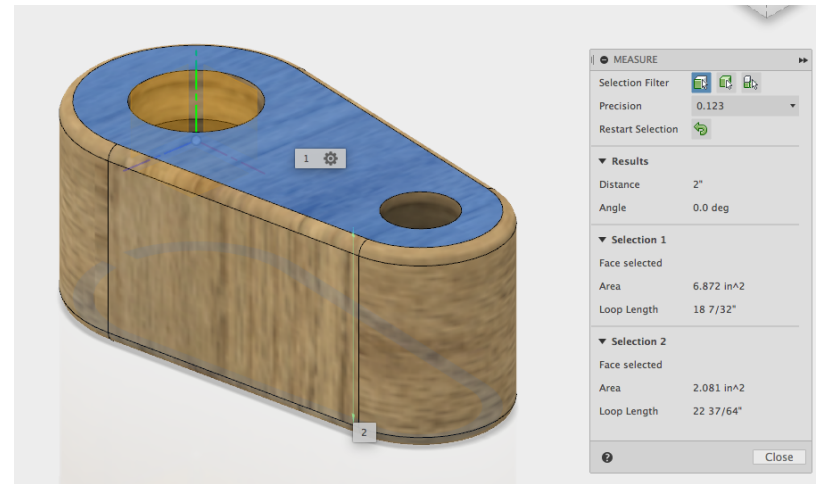 MEASURE
Selection Filter
Precision 0.123
Restart Selection
Results
Distance 2"
Angle 0.0 deg
Selection 1
Face selected
Area 6.872 in^2
Loop Length 18 7/32"
Selection 2
Face selected
Area 2.081 in^2
Loop Length 22 37/64"
Close
1
2